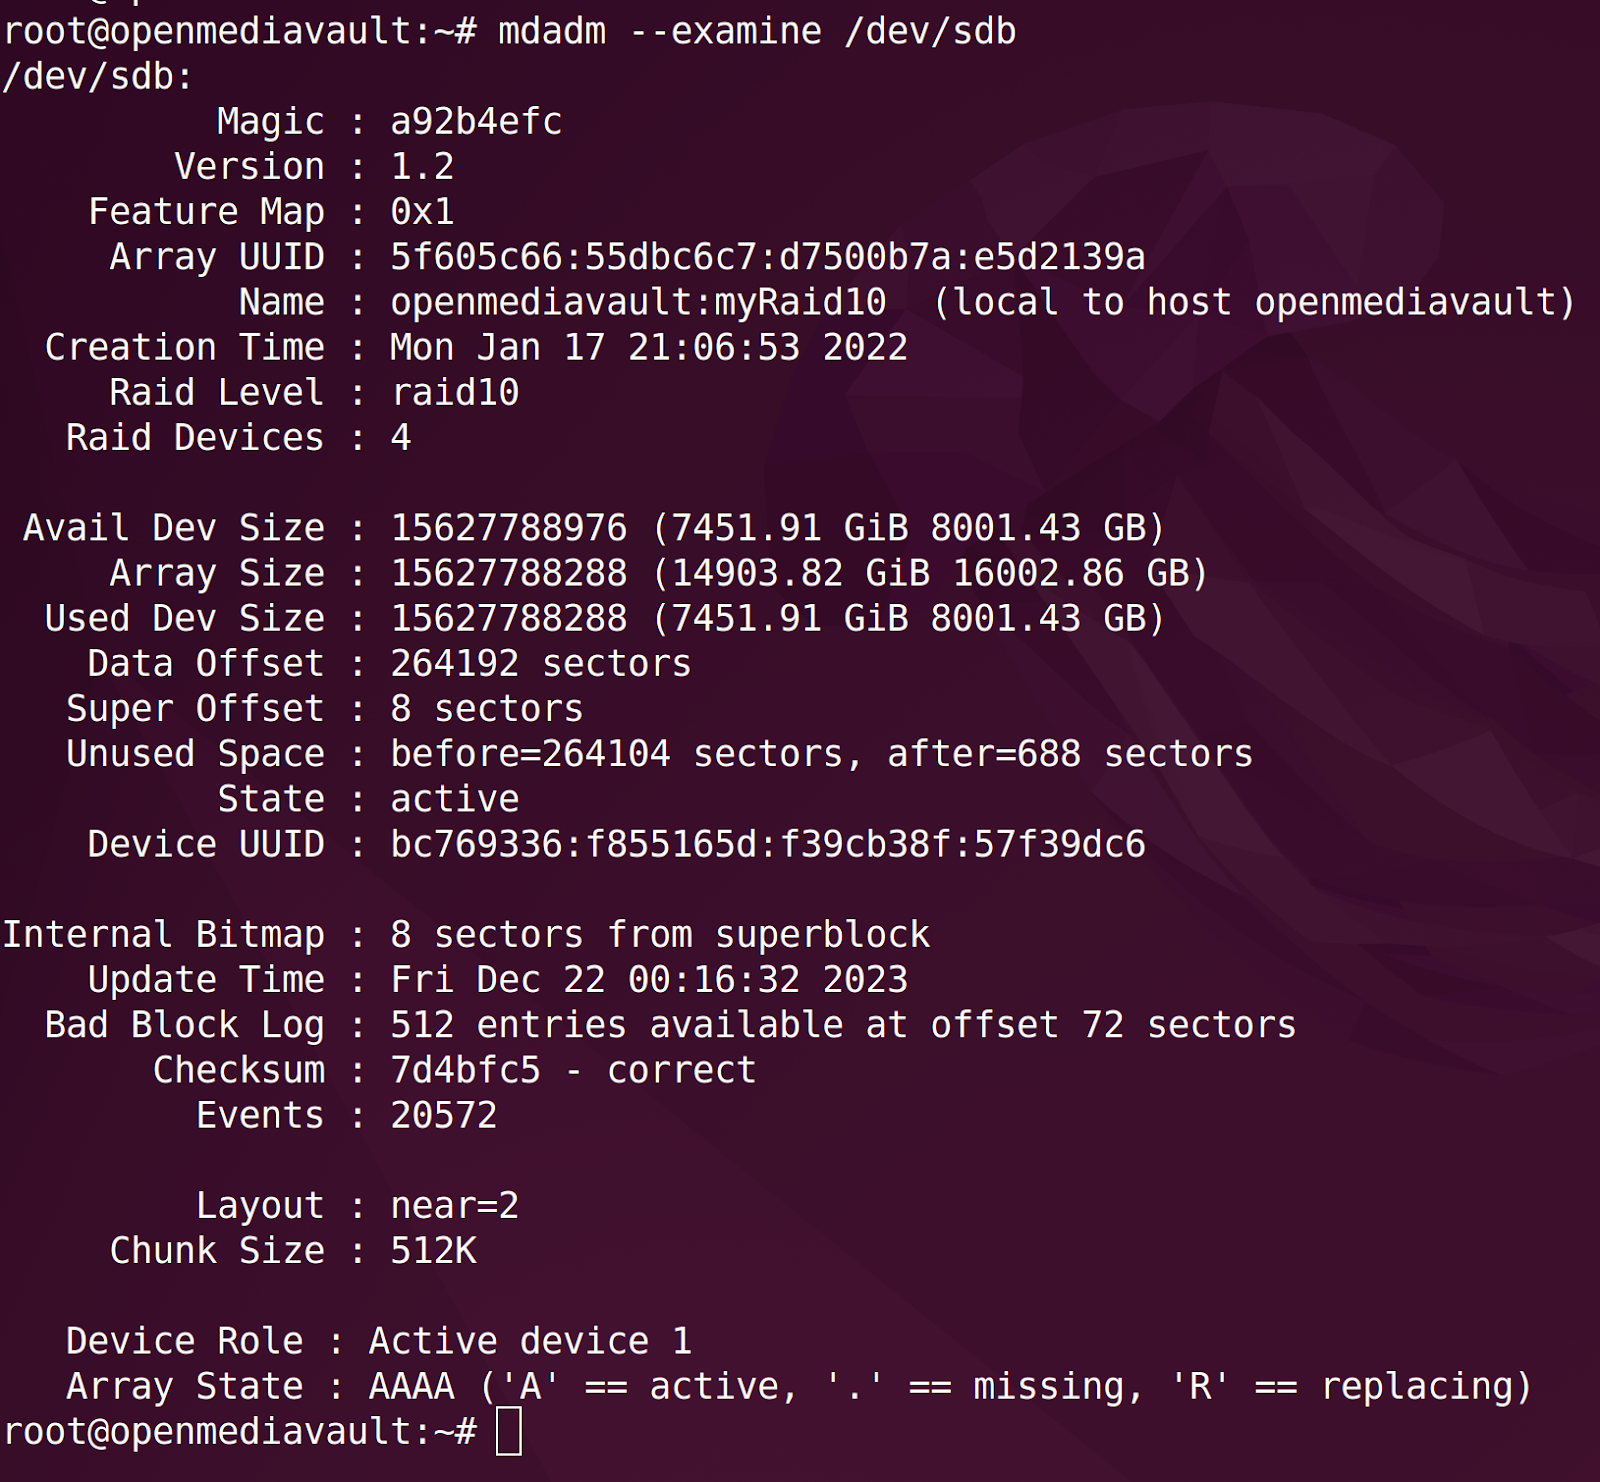 root@openmediavault:~# mdadm --examine /dev/sdb
/dev/sdb:
          Magic : a92b4efc
        Version : 1.2
    Feature Map : 0x1
     Array UUID : 5f605c66:55dbc6c7:d7500b7a:e5d2139a
           Name : openmediavault:myRaid10  (local to host openmediavault)
  Creation Time : Mon Jan 17 21:06:53 2022
     Raid Level : raid10
   Raid Devices : 4

 Avail Dev Size : 15627788976 (7451.91 GiB 8001.43 GB)
     Array Size : 15627788288 (14903.82 GiB 16002.86 GB)
  Used Dev Size : 15627788288 (7451.91 GiB 8001.43 GB)
    Data Offset : 264192 sectors
   Super Offset : 8 sectors
   Unused Space : before=264104 sectors, after=688 sectors
          State : active
    Device UUID : bc769336:f855165d:f39cb38f:57f39dc6

Internal Bitmap : 8 sectors from superblock
    Update Time : Fri Dec 22 00:16:32 2023
  Bad Block Log : 512 entries available at offset 72 sectors
       Checksum : 7d4bfc5 - correct
         Events : 20572

         Layout : near=2
     Chunk Size : 512K

   Device Role : Active device 1
   Array State : AAAA ('A' == active, '.' == missing, 'R' == replacing)
root@openmediavault:~#